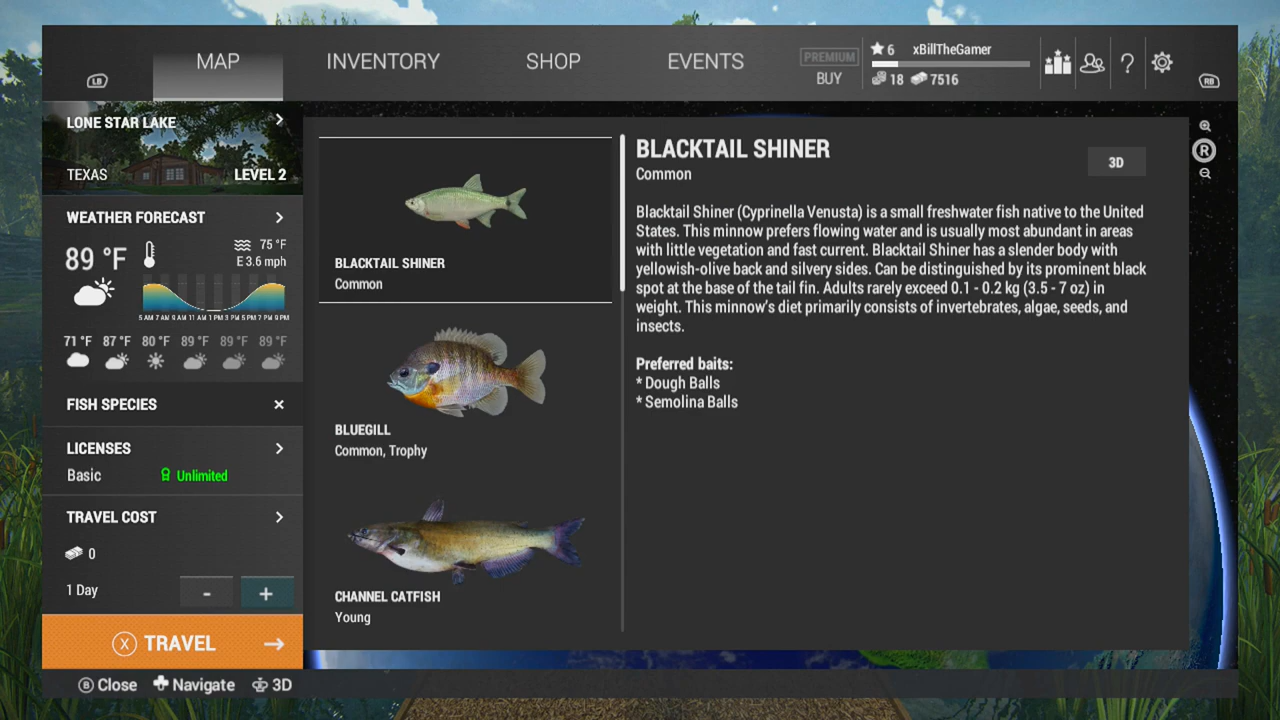 LB
MAP
INVENTORY
SHOP
EVENTS
PREMIUM
BUY
6 xBillTheGamer
18 7516
?
RB
LONE STAR LAKE
TEXAS LEVEL 2
WEATHER FORECAST
89 °F
75 °F
E 3.6 mph
5 AM 7 AM 9 AM 11 AM 1 PM 3 PM 5 PM 7 PM 9 PM
71 °F 87 °F 80 °F 89 °F 89 °F 89 °F
FISH SPECIES
LICENSES
Basic Unlimited
TRAVEL COST
0
1 Day - +
X TRAVEL
BLACKTAIL SHINER
Common
BLUEGILL
Common, Trophy
CHANNEL CATFISH
Young
BLACKTAIL SHINER
Common
3D
Blacktail Shiner (Cyprinella Venusta) is a small freshwater fish native to the United
States. This minnow prefers flowing water and is usually most abundant in areas
with little vegetation and fast current. Blacktail Shiner has a slender body with
yellowish-olive back and silvery sides. Can be distinguished by its prominent black
spot at the base of the tail fin. Adults rarely exceed 0.1 - 0.2 kg (3.5 - 7 oz) in
weight. This minnow's diet primarily consists of invertebrates, algae, seeds, and
insects.
Preferred baits:
* Dough Balls
* Semolina Balls
R
B Close Navigate 3D